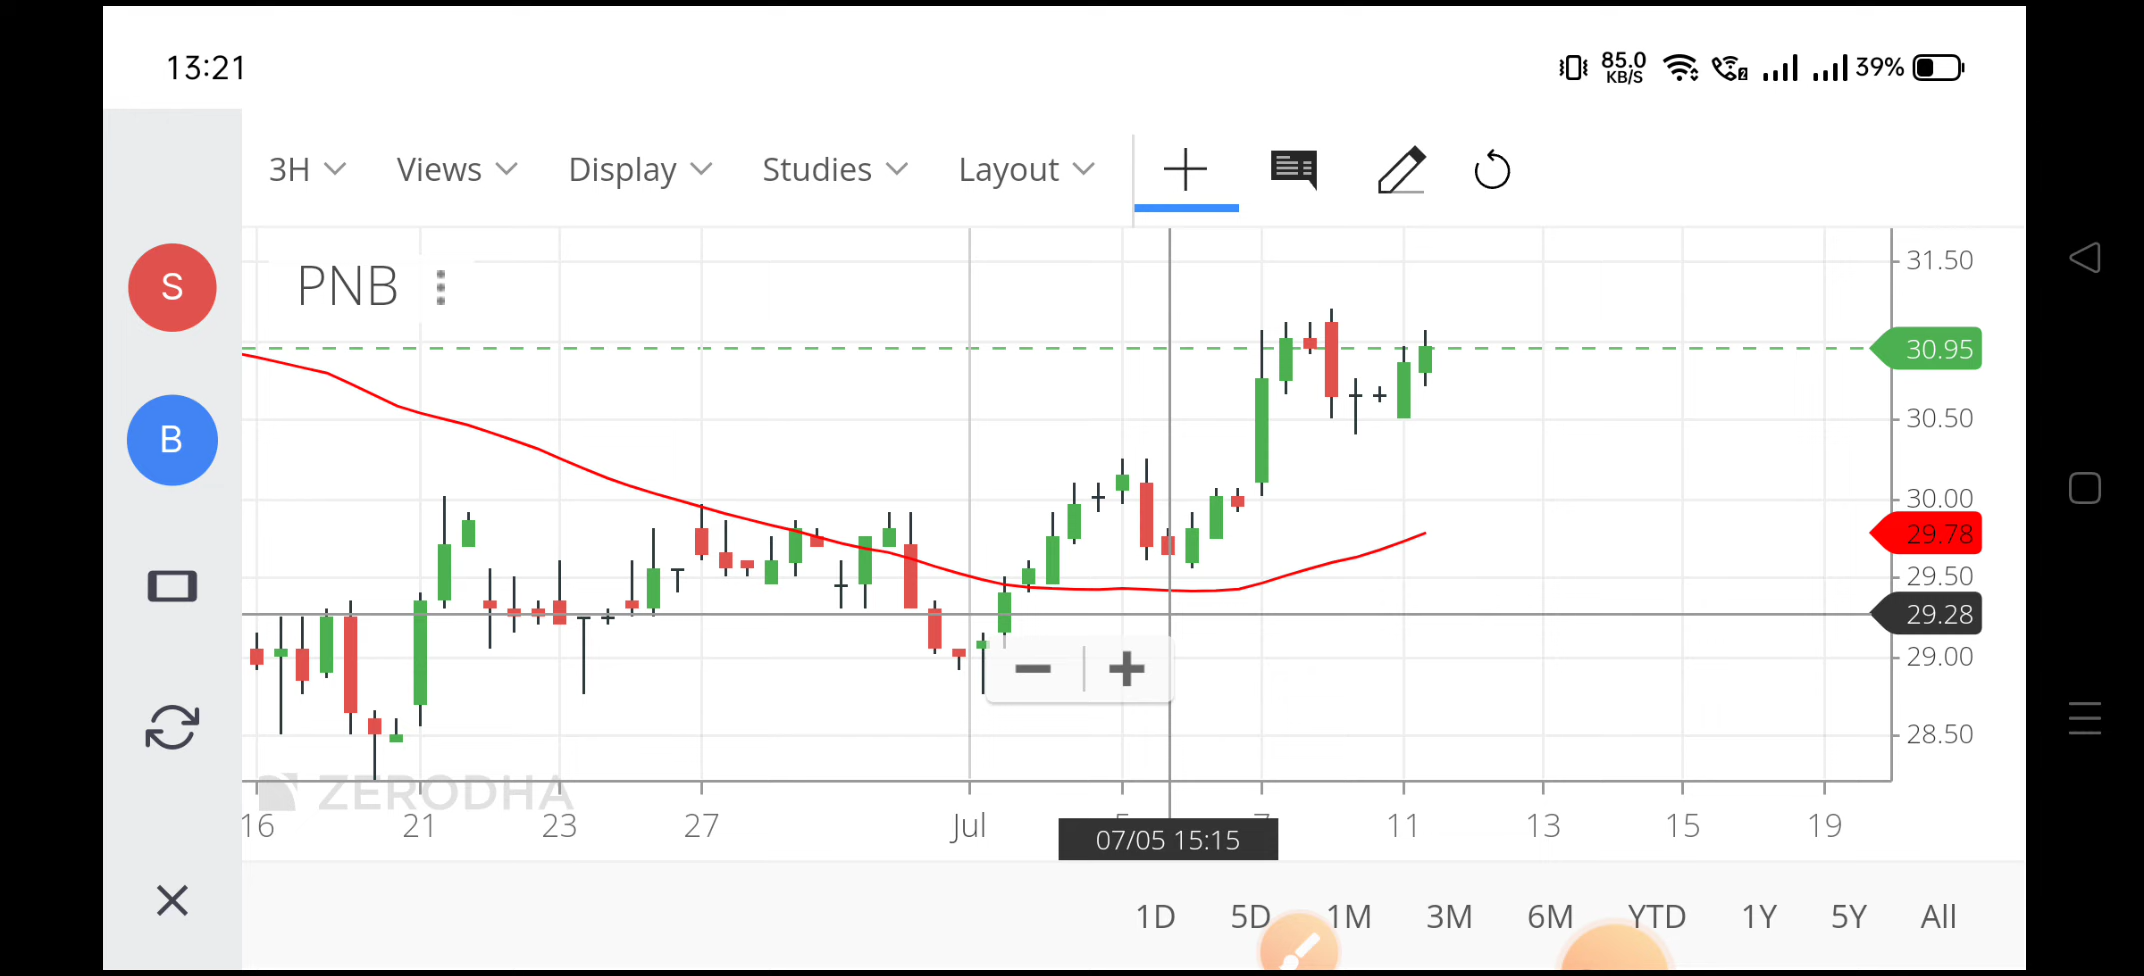 13:21
85.0
KB/S
39%
3H
Views
Display
Studies
Layout
S
B
PNB
31.50
30.95
30.50
30.00
29.78
29.50
29.28
29.00
28.50
ZERODHA
16
21
23
27
Jul
11
13
15
19
07/05 15:15
1D
5D
1M
3M
6M
YTD
1Y
5Y
All